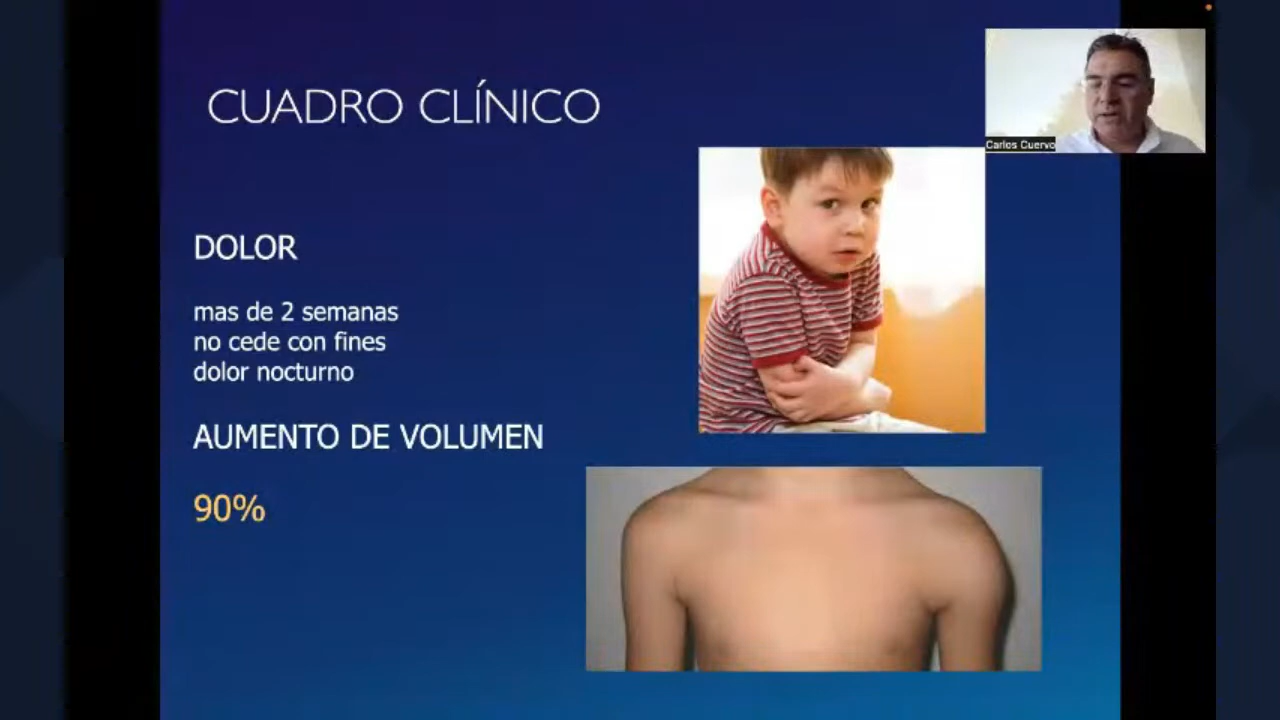 CUADRO CLÍNICO
Carlos Cuervo
DOLOR
mas de 2 semanas
no cede con fines
dolor nocturno
AUMENTO DE VOLUMEN
90%